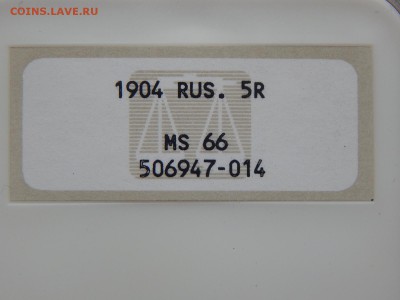 COINS.LAVE.RU
1904 RUS. 5R
MS 66
506947-014